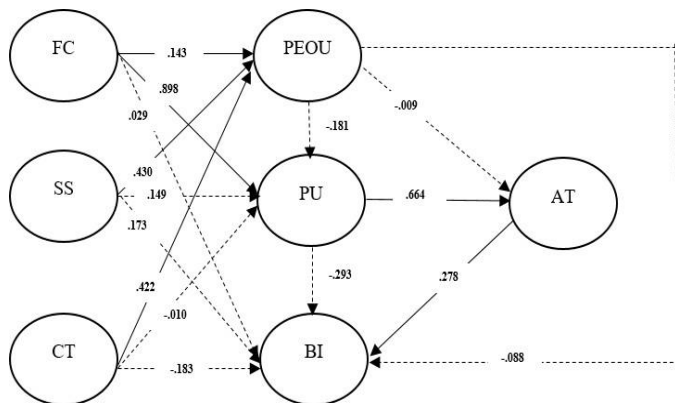 FC
PEOU
.143
.898
.029
-.009
-.181
.430
SS
.149
PU
.664
AT
.173
.422
-.010
-.293
.278
CT
-.183
BI
-.088